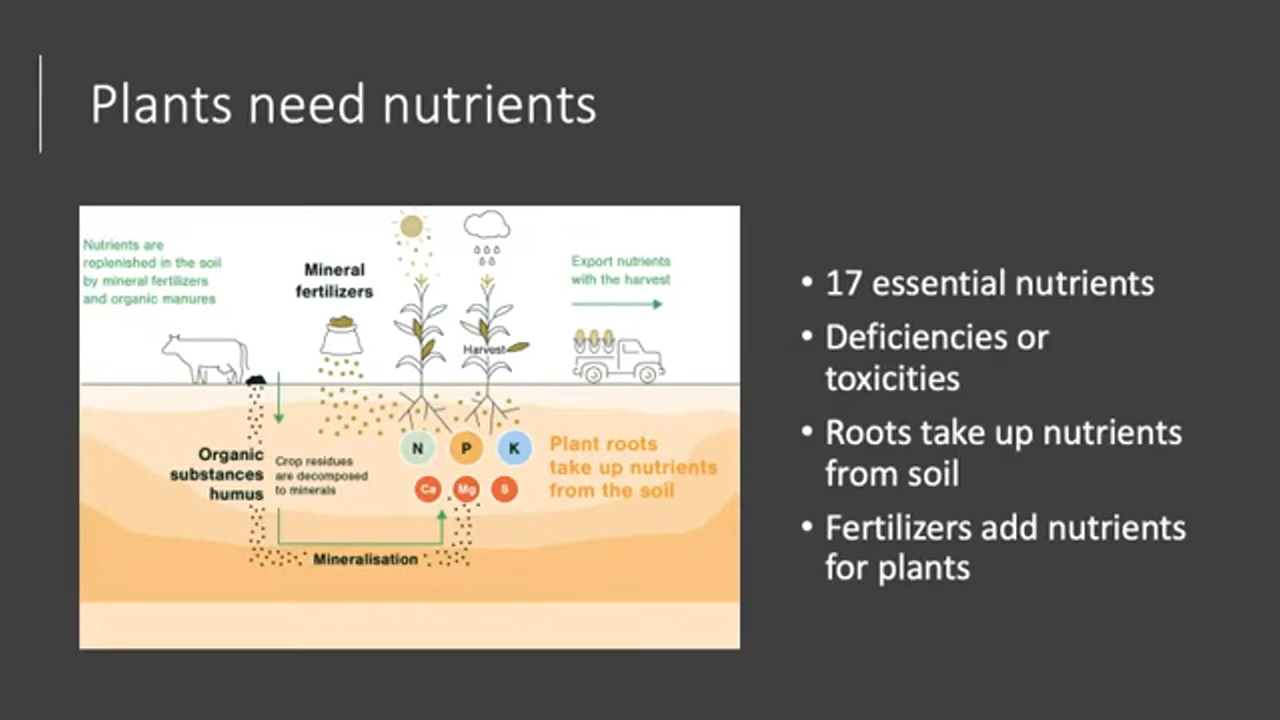 Plants need nutrients
Nutrients are
replenished in the soil
by mineral fertilizers
and organic manures
Mineral
fertilizers
Export nutrients
with the harvest
Harvest
Organic
substances
humus
Crop residues
are decomposed
to minerals
N P K
Ca Mg S
Plant roots
take up nutrients
from the soil
Mineralisation
• 17 essential nutrients
• Deficiencies or
toxicities
• Roots take up nutrients
from soil
• Fertilizers add nutrients
for plants